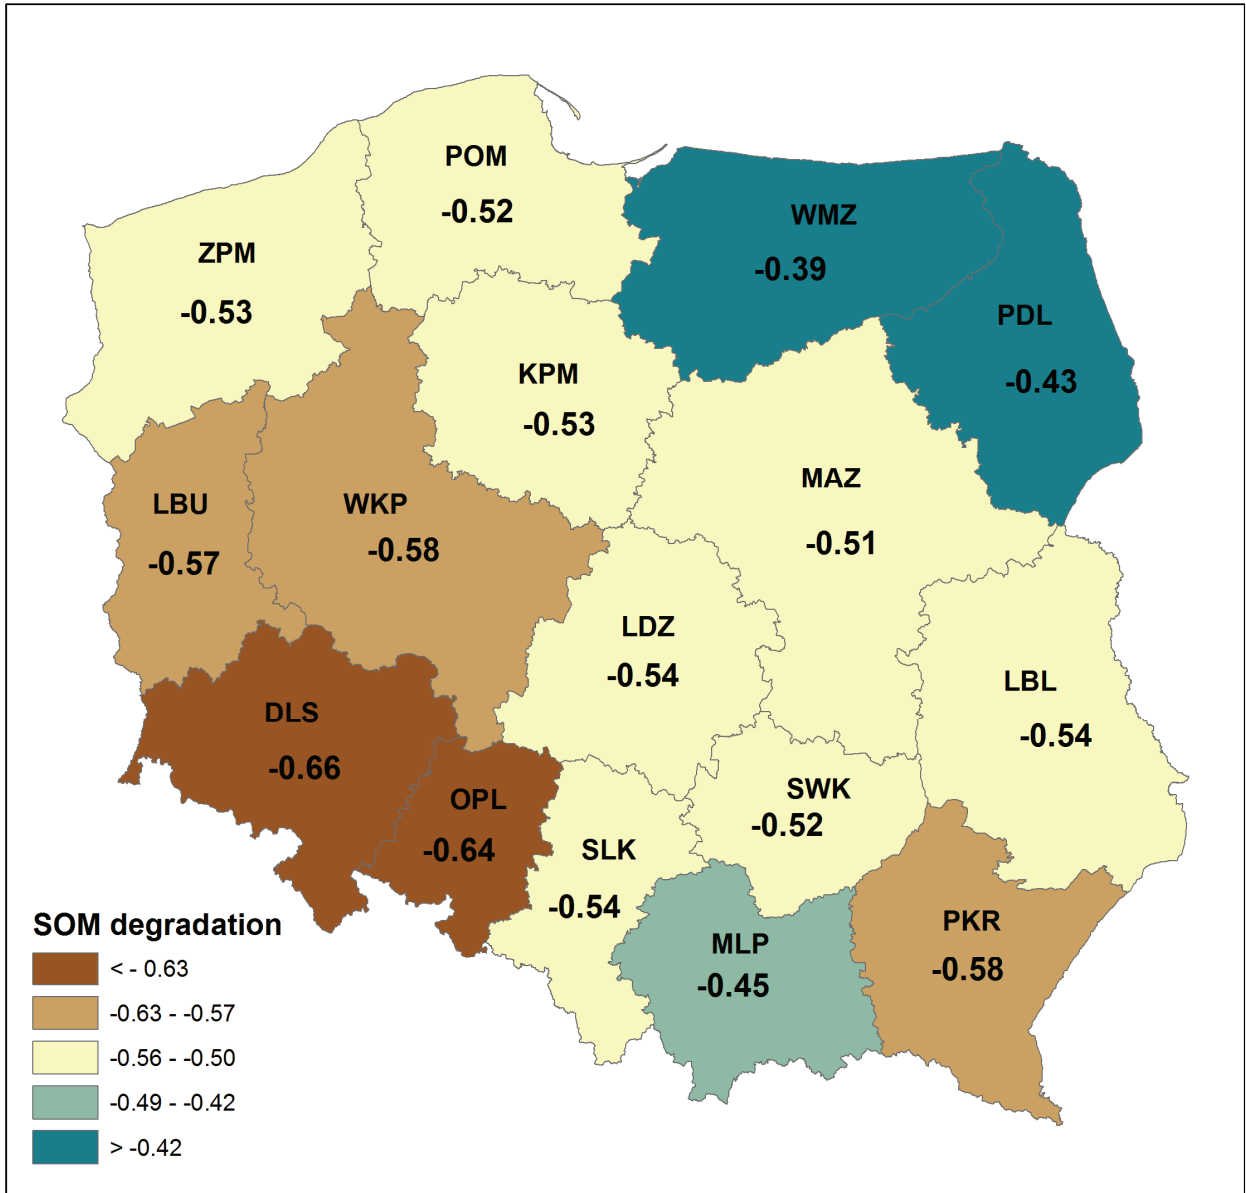 POM
-0.52
WMZ
-0.39
ZPM
-0.53
PDL
-0.43
KPM
-0.53
MAZ
-0.51
LBU
-0.57
WKP
-0.58
LDZ
-0.54
LBL
-0.54
DLS
-0.66
OPL
-0.64
SWK
-0.52
SLK
-0.54
MLP
-0.45
PKR
-0.58
SOM degradation
< - 0.63
-0.63 - -0.57
-0.56 - -0.50
-0.49 - -0.42
> -0.42